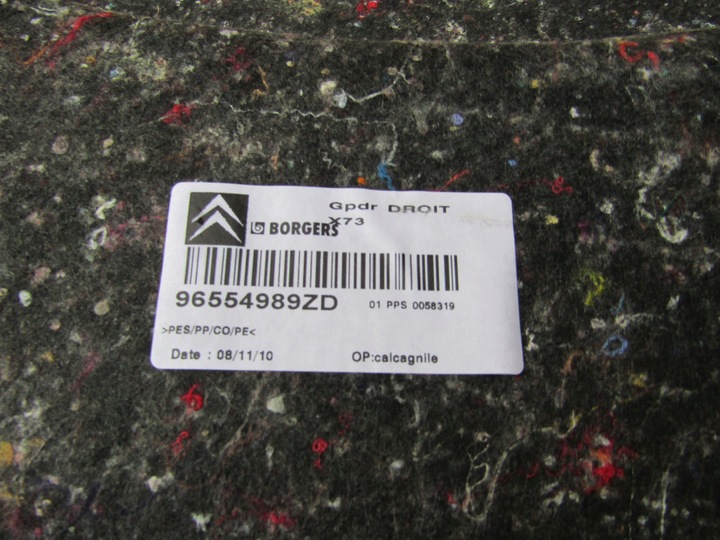 Gpdr DROIT
X73
BORGERS
96554989ZD 01 PPS 0058319
>PES/PP/CO/PE<
Date : 08/11/10 OP:calcagnile